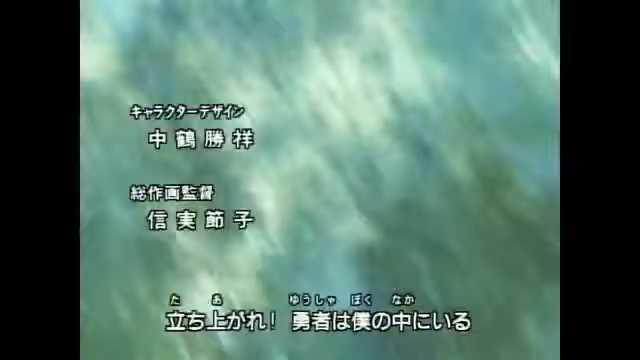 キャラクターデザイン
中鶴勝祥
総作画監督
信実節子
た あ ゆうしゃ ぼく なか
立ち上がれ! 勇者は僕の中にいる